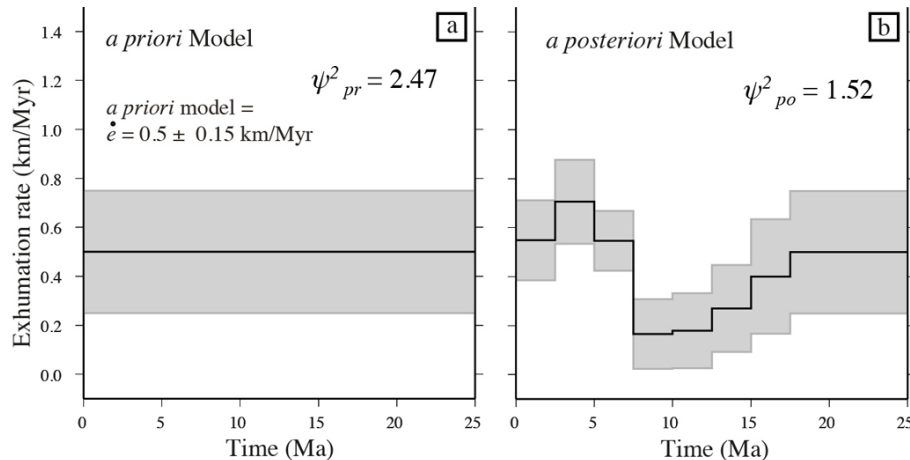 a
a priori Model
ψ²pr = 2.47
a priori model =
ė = 0.5 ± 0.15 km/Myr
Exhumation rate (km/Myr)
1.4
1.2
1.0
0.8
0.6
0.4
0.2
0.0
0 5 10 15 20 25
Time (Ma)
b
a posteriori Model
ψ²po = 1.52
0 5 10 15 20 25
Time (Ma)